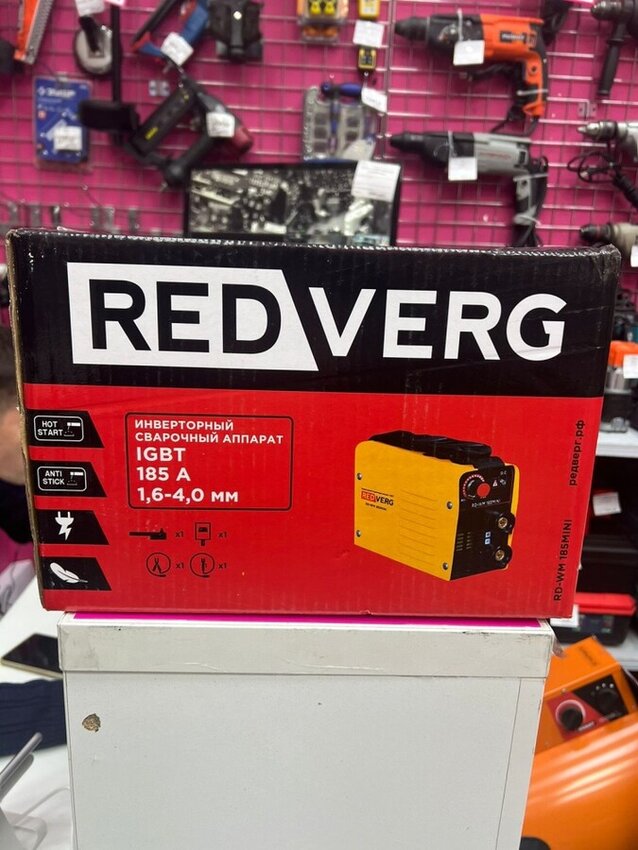 ЗУБР
REDVERG
HOT START
ANTI STICK
ИНВЕРТОРНЫЙ
СВАРОЧНЫЙ АППАРАТ
IGBT
185 А
1,6-4,0 мм
x1 x1
x1 x1
REDVERG
редверг.рф
RD-WM 185MINI